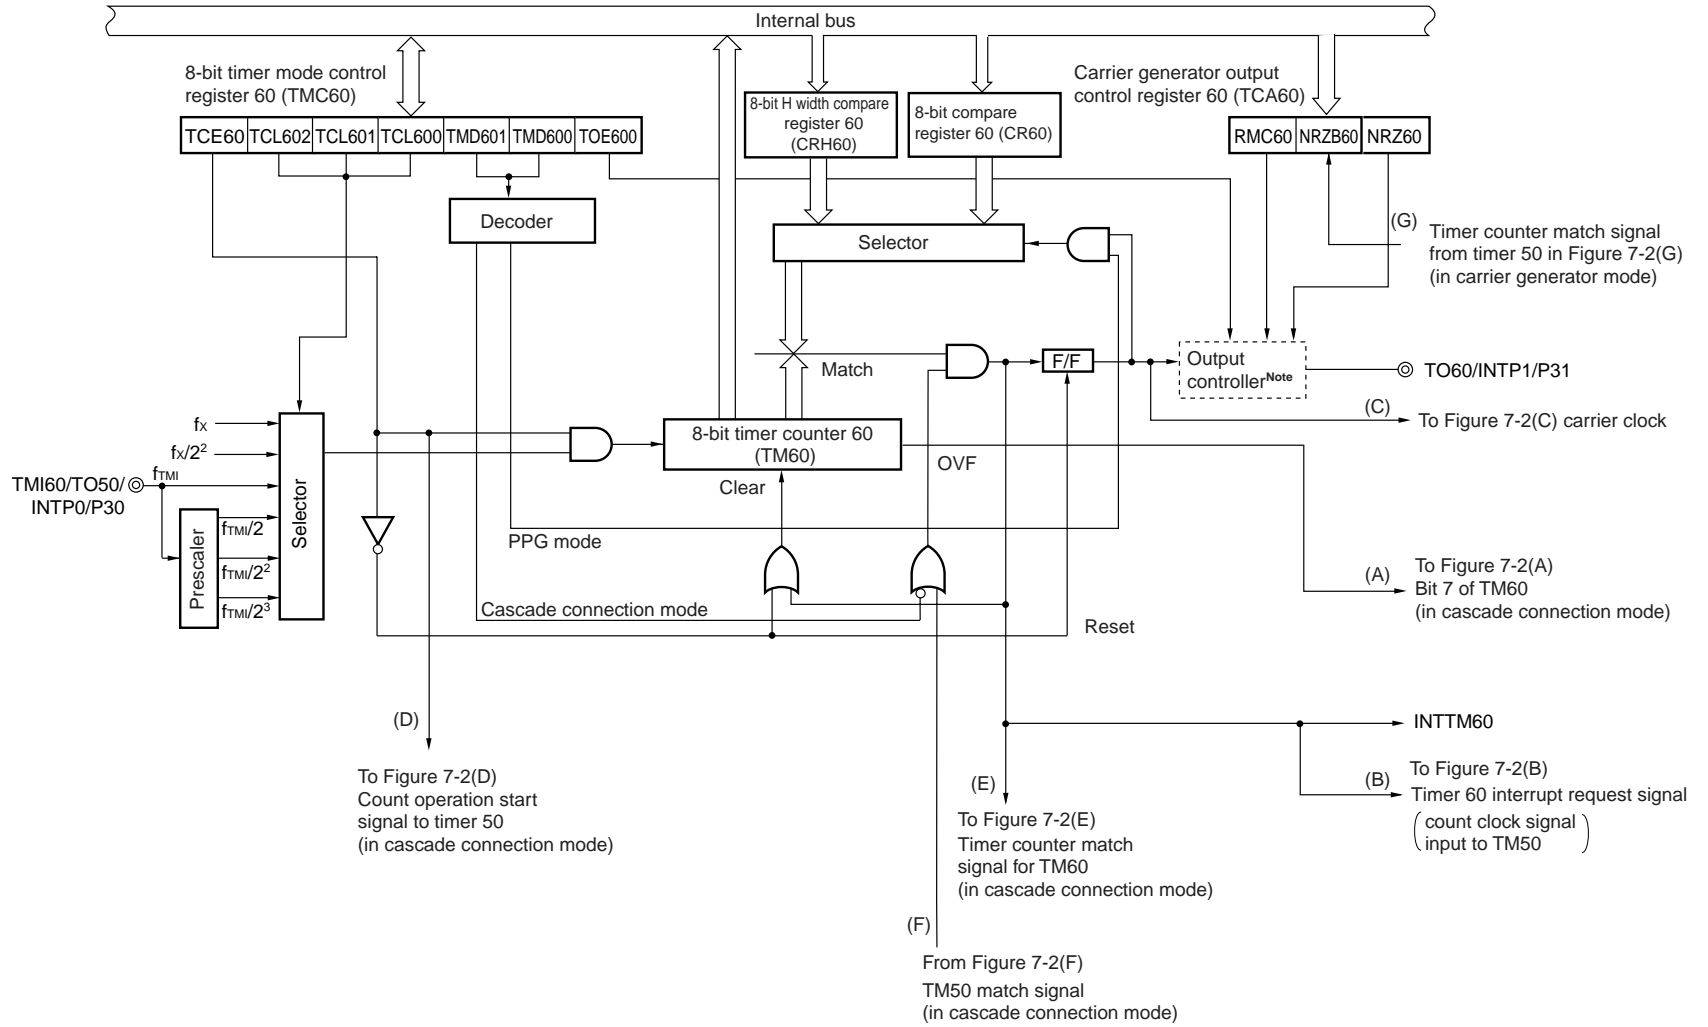 Internal bus
8-bit timer mode control
register 60 (TMC60)
TCE60 TCL602 TCL601 TCL600 TMD601 TMD600 TOE600
8-bit H width compare
register 60
(CRH60)
8-bit compare
register 60 (CR60)
Carrier generator output
control register 60 (TCA60)
RMC60 NRZB60 NRZ60
Decoder
Selector
(G)
Timer counter match signal
from timer 50 in Figure 7-2(G)
(in carrier generator mode)
Match
F/F
Output
controllerNote
TO60/INTP1/P31
(C)
To Figure 7-2(C) carrier clock
fX
fX/2²
fTMI
TMI60/TO50/
INTP0/P30
Prescaler
fTMI/2
fTMI/2²
fTMI/2³
Selector
8-bit timer counter 60
(TM60)
OVF
Clear
PPG mode
Cascade connection mode
Reset
(A)
To Figure 7-2(A)
Bit 7 of TM60
(in cascade connection mode)
(D)
To Figure 7-2(D)
Count operation start
signal to timer 50
(in cascade connection mode)
INTTM60
(B)
To Figure 7-2(B)
Timer 60 interrupt request signal
(count clock signal
input to TM50)
(E)
To Figure 7-2(E)
Timer counter match
signal for TM60
(in cascade connection mode)
(F)
From Figure 7-2(F)
TM50 match signal
(in cascade connection mode)